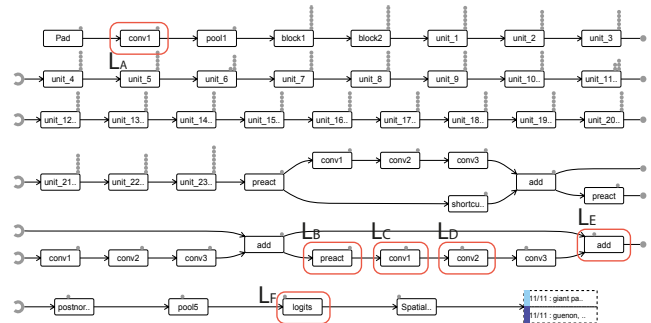 Pad conv1 pool1 block1 block2 unit_1 unit_2 unit_3
LA
unit_4 unit_5 unit_6 unit_7 unit_8 unit_9 unit_10.. unit_11..
unit_12.. unit_13.. unit_14.. unit_15.. unit_16.. unit_17.. unit_18.. unit_19.. unit_20..
conv1 conv2 conv3
unit_21.. unit_22.. unit_23.. preact add
shortcu.. preact
LB LC LD LE
add add
conv1 conv2 conv3 preact conv1 conv2 conv3
LF
11/11 : giant pa..
postnor.. pool5 logits Spatial..
11/11 : guenon, ..